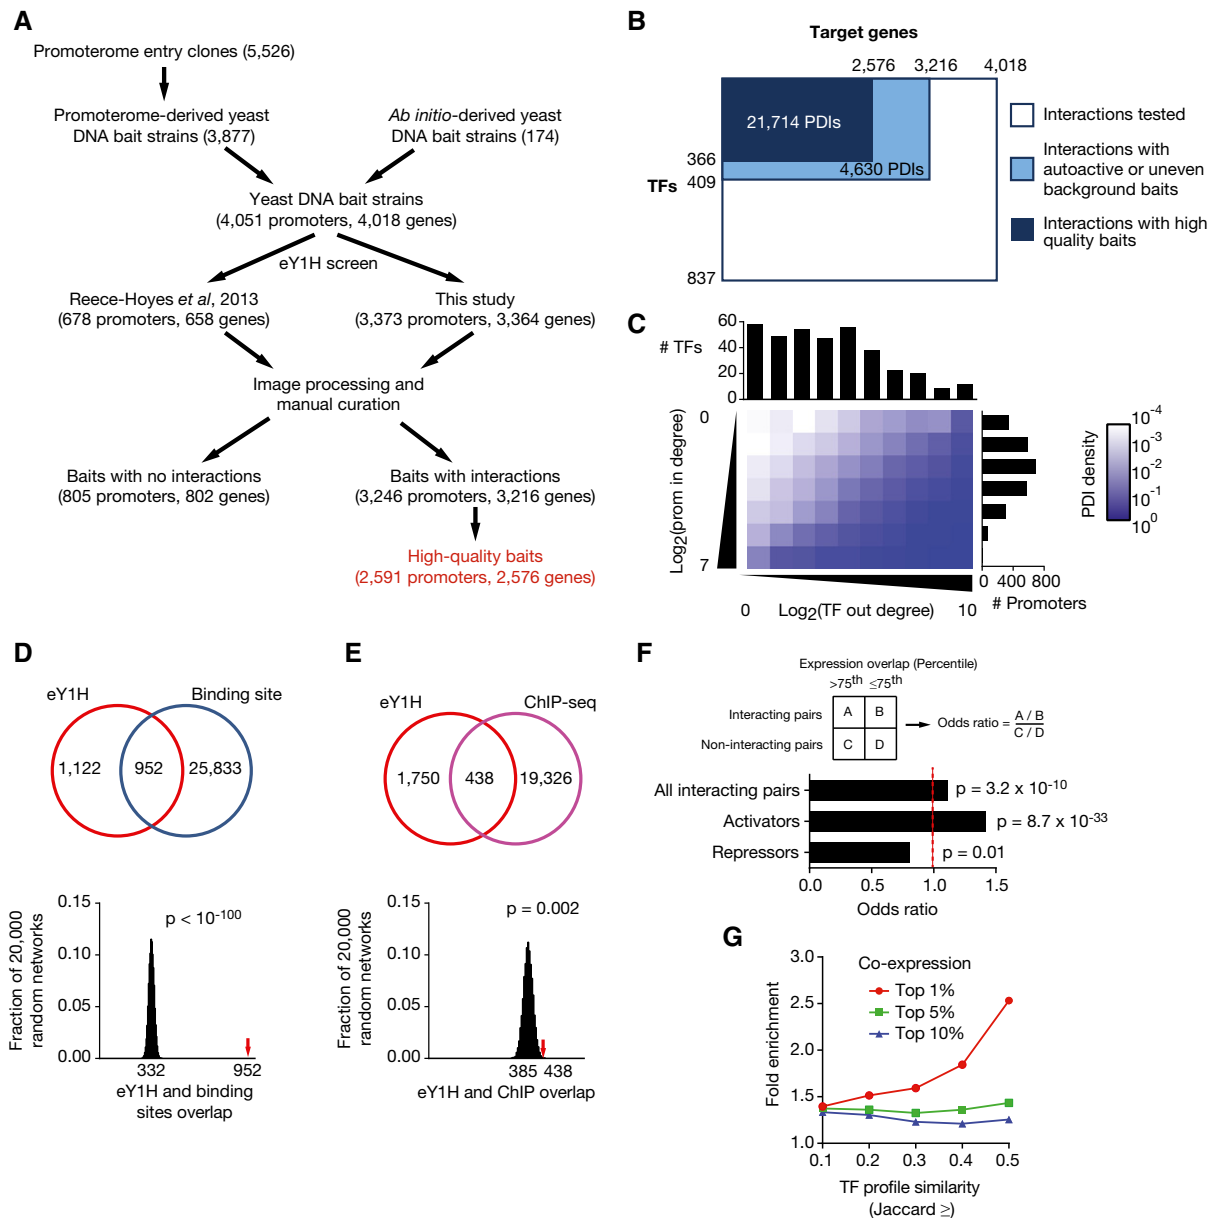 A
Promoterome entry clones (5,526)
Promoterome-derived yeast
DNA bait strains (3,877)
Ab initio-derived yeast
DNA bait strains (174)
Yeast DNA bait strains
(4,051 promoters, 4,018 genes)
eY1H screen
Reece-Hoyes et al, 2013
(678 promoters, 658 genes)
This study
(3,373 promoters, 3,364 genes)
Image processing and
manual curation
Baits with no interactions
(805 promoters, 802 genes)
Baits with interactions
(3,246 promoters, 3,216 genes)
High-quality baits
(2,591 promoters, 2,576 genes)
B
Target genes
2,576 3,216 4,018
21,714 PDIs
4,630 PDIs
366
TFs 409
837
Interactions tested
Interactions with
autoactive or uneven
background baits
Interactions with high
quality baits
C
# TFs
60
40
20
0
Log2(prom in degree)
0
7
0 Log2(TF out degree) 10
0 400 800
# Promoters
PDI density
10^-4
10^-3
10^-2
10^-1
10^0
D
eY1H
Binding site
1,122 952 25,833
Fraction of 20,000
random networks
0.15
0.10
0.05
0.00
p < 10^-100
332 952
eY1H and binding
sites overlap
E
eY1H
ChIP-seq
1,750 438 19,326
Fraction of 20,000
random networks
0.15
0.10
0.05
0.00
p = 0.002
385 438
eY1H and ChIP overlap
F
Expression overlap (Percentile)
>75th ≤75th
Interacting pairs A B
Non-interacting pairs C D
Odds ratio = A / B
C / D
All interacting pairs p = 3.2 x 10^-10
Activators p = 8.7 x 10^-33
Repressors p = 0.01
0.0 0.5 1.0 1.5
Odds ratio
G
Fold enrichment
3.0
2.5
2.0
1.5
1.0
Co-expression
Top 1%
Top 5%
Top 10%
0.1 0.2 0.3 0.4 0.5
TF profile similarity
(Jaccard ≥)